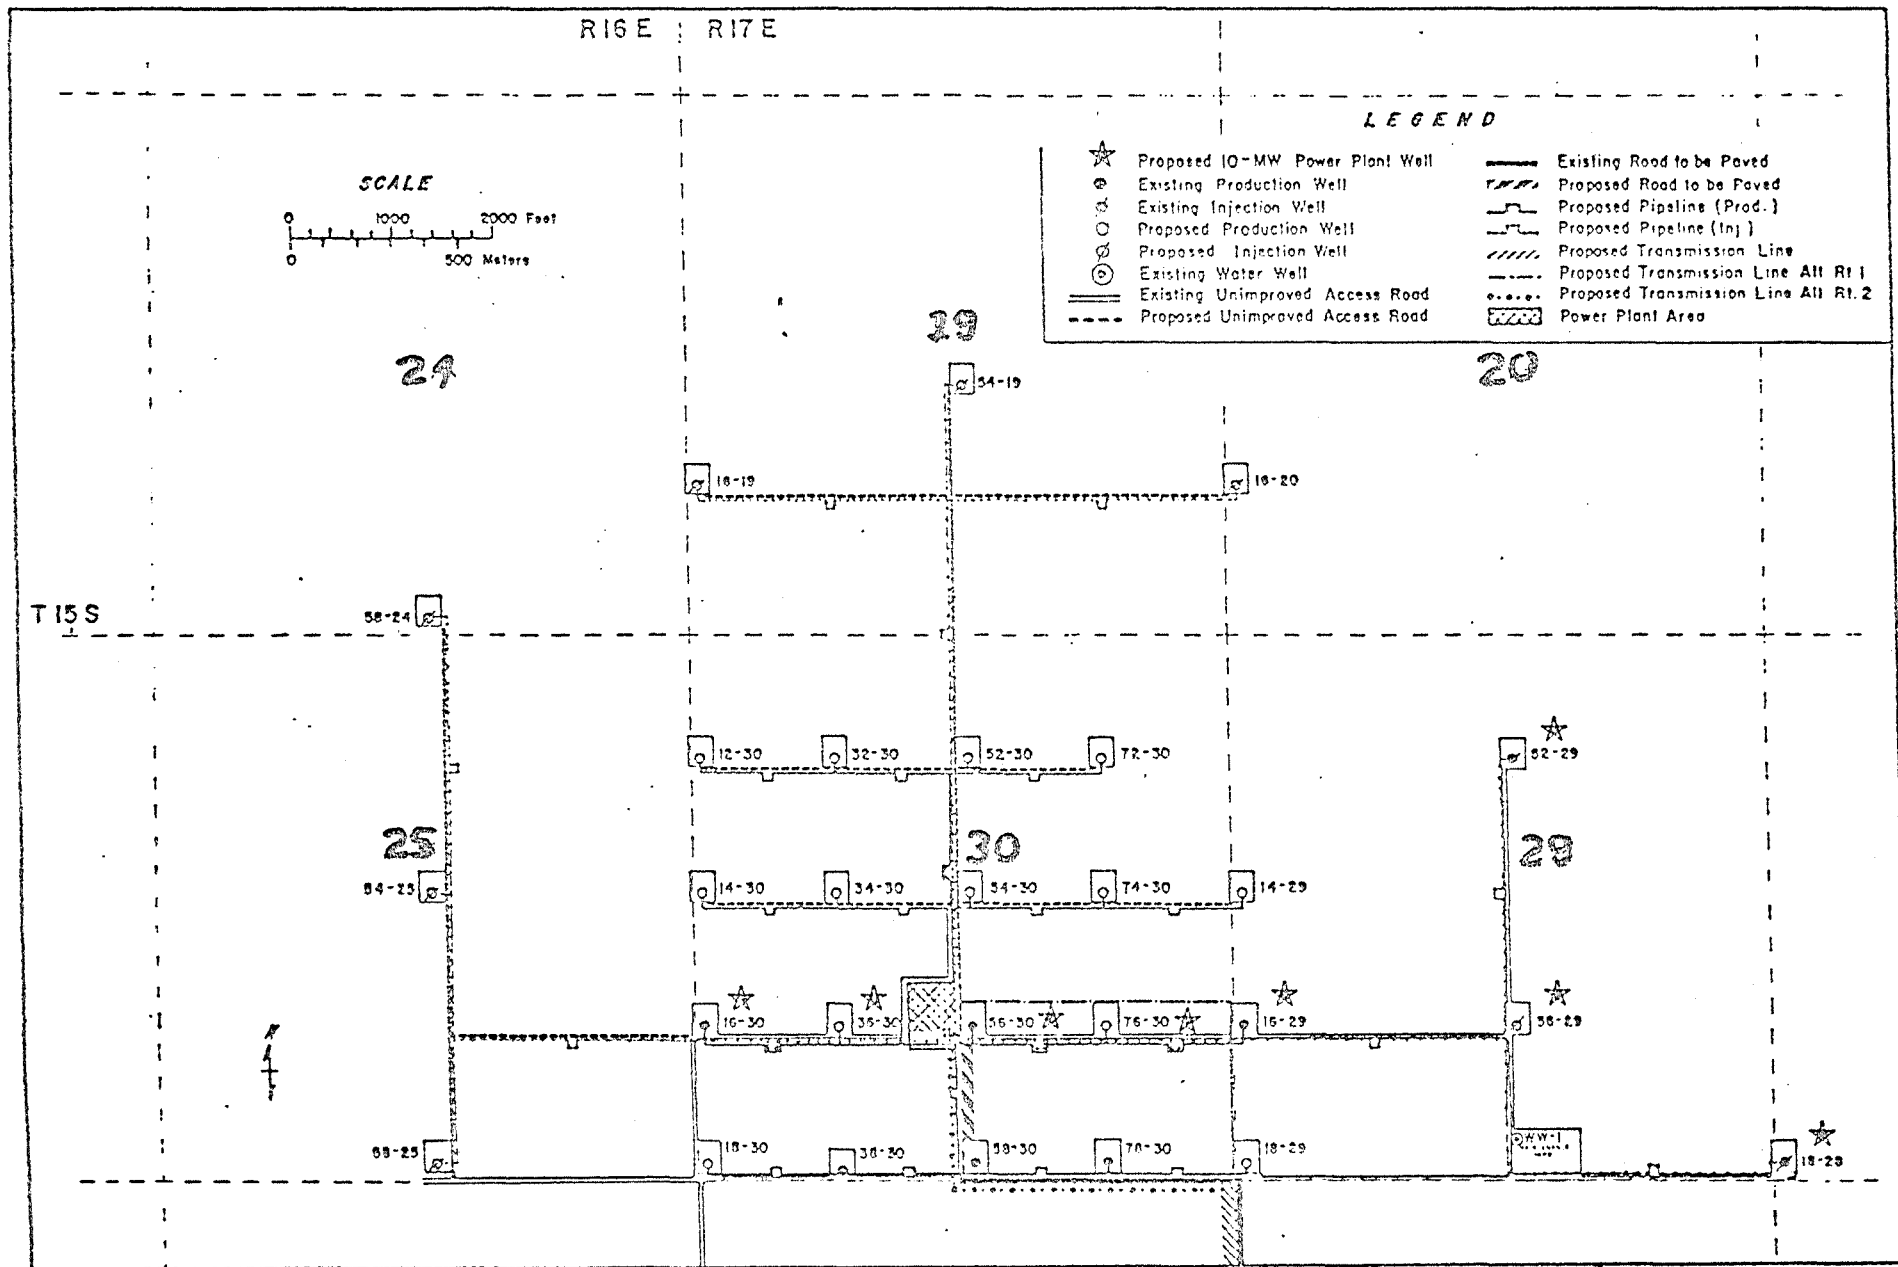 R16E R17E
LEGEND
Proposed 10-MW Power Plant Well
Existing Production Well
Existing Injection Well
Proposed Production Well
Proposed Injection Well
Existing Water Well
Existing Unimproved Access Road
Proposed Unimproved Access Road
Existing Road to be Paved
Proposed Road to be Paved
Proposed Pipeline (Prod.)
Proposed Pipeline (Inj.)
Proposed Transmission Line
Proposed Transmission Line Alt Rt. 1
Proposed Transmission Line Alt Rt. 2
Power Plant Area
SCALE
0 1000 2000 Feet
0 500 Meters
24 19 20
54-19
16-19 16-20
T15S
58-24
12-30 32-30 52-30 72-30 52-29
25 30 29
54-25 14-30 34-30 54-30 74-30 14-29
16-30 36-30 56-30 76-30 16-29 56-29
WW-1
58-25 18-30 38-30 58-30 78-30 18-29 18-28